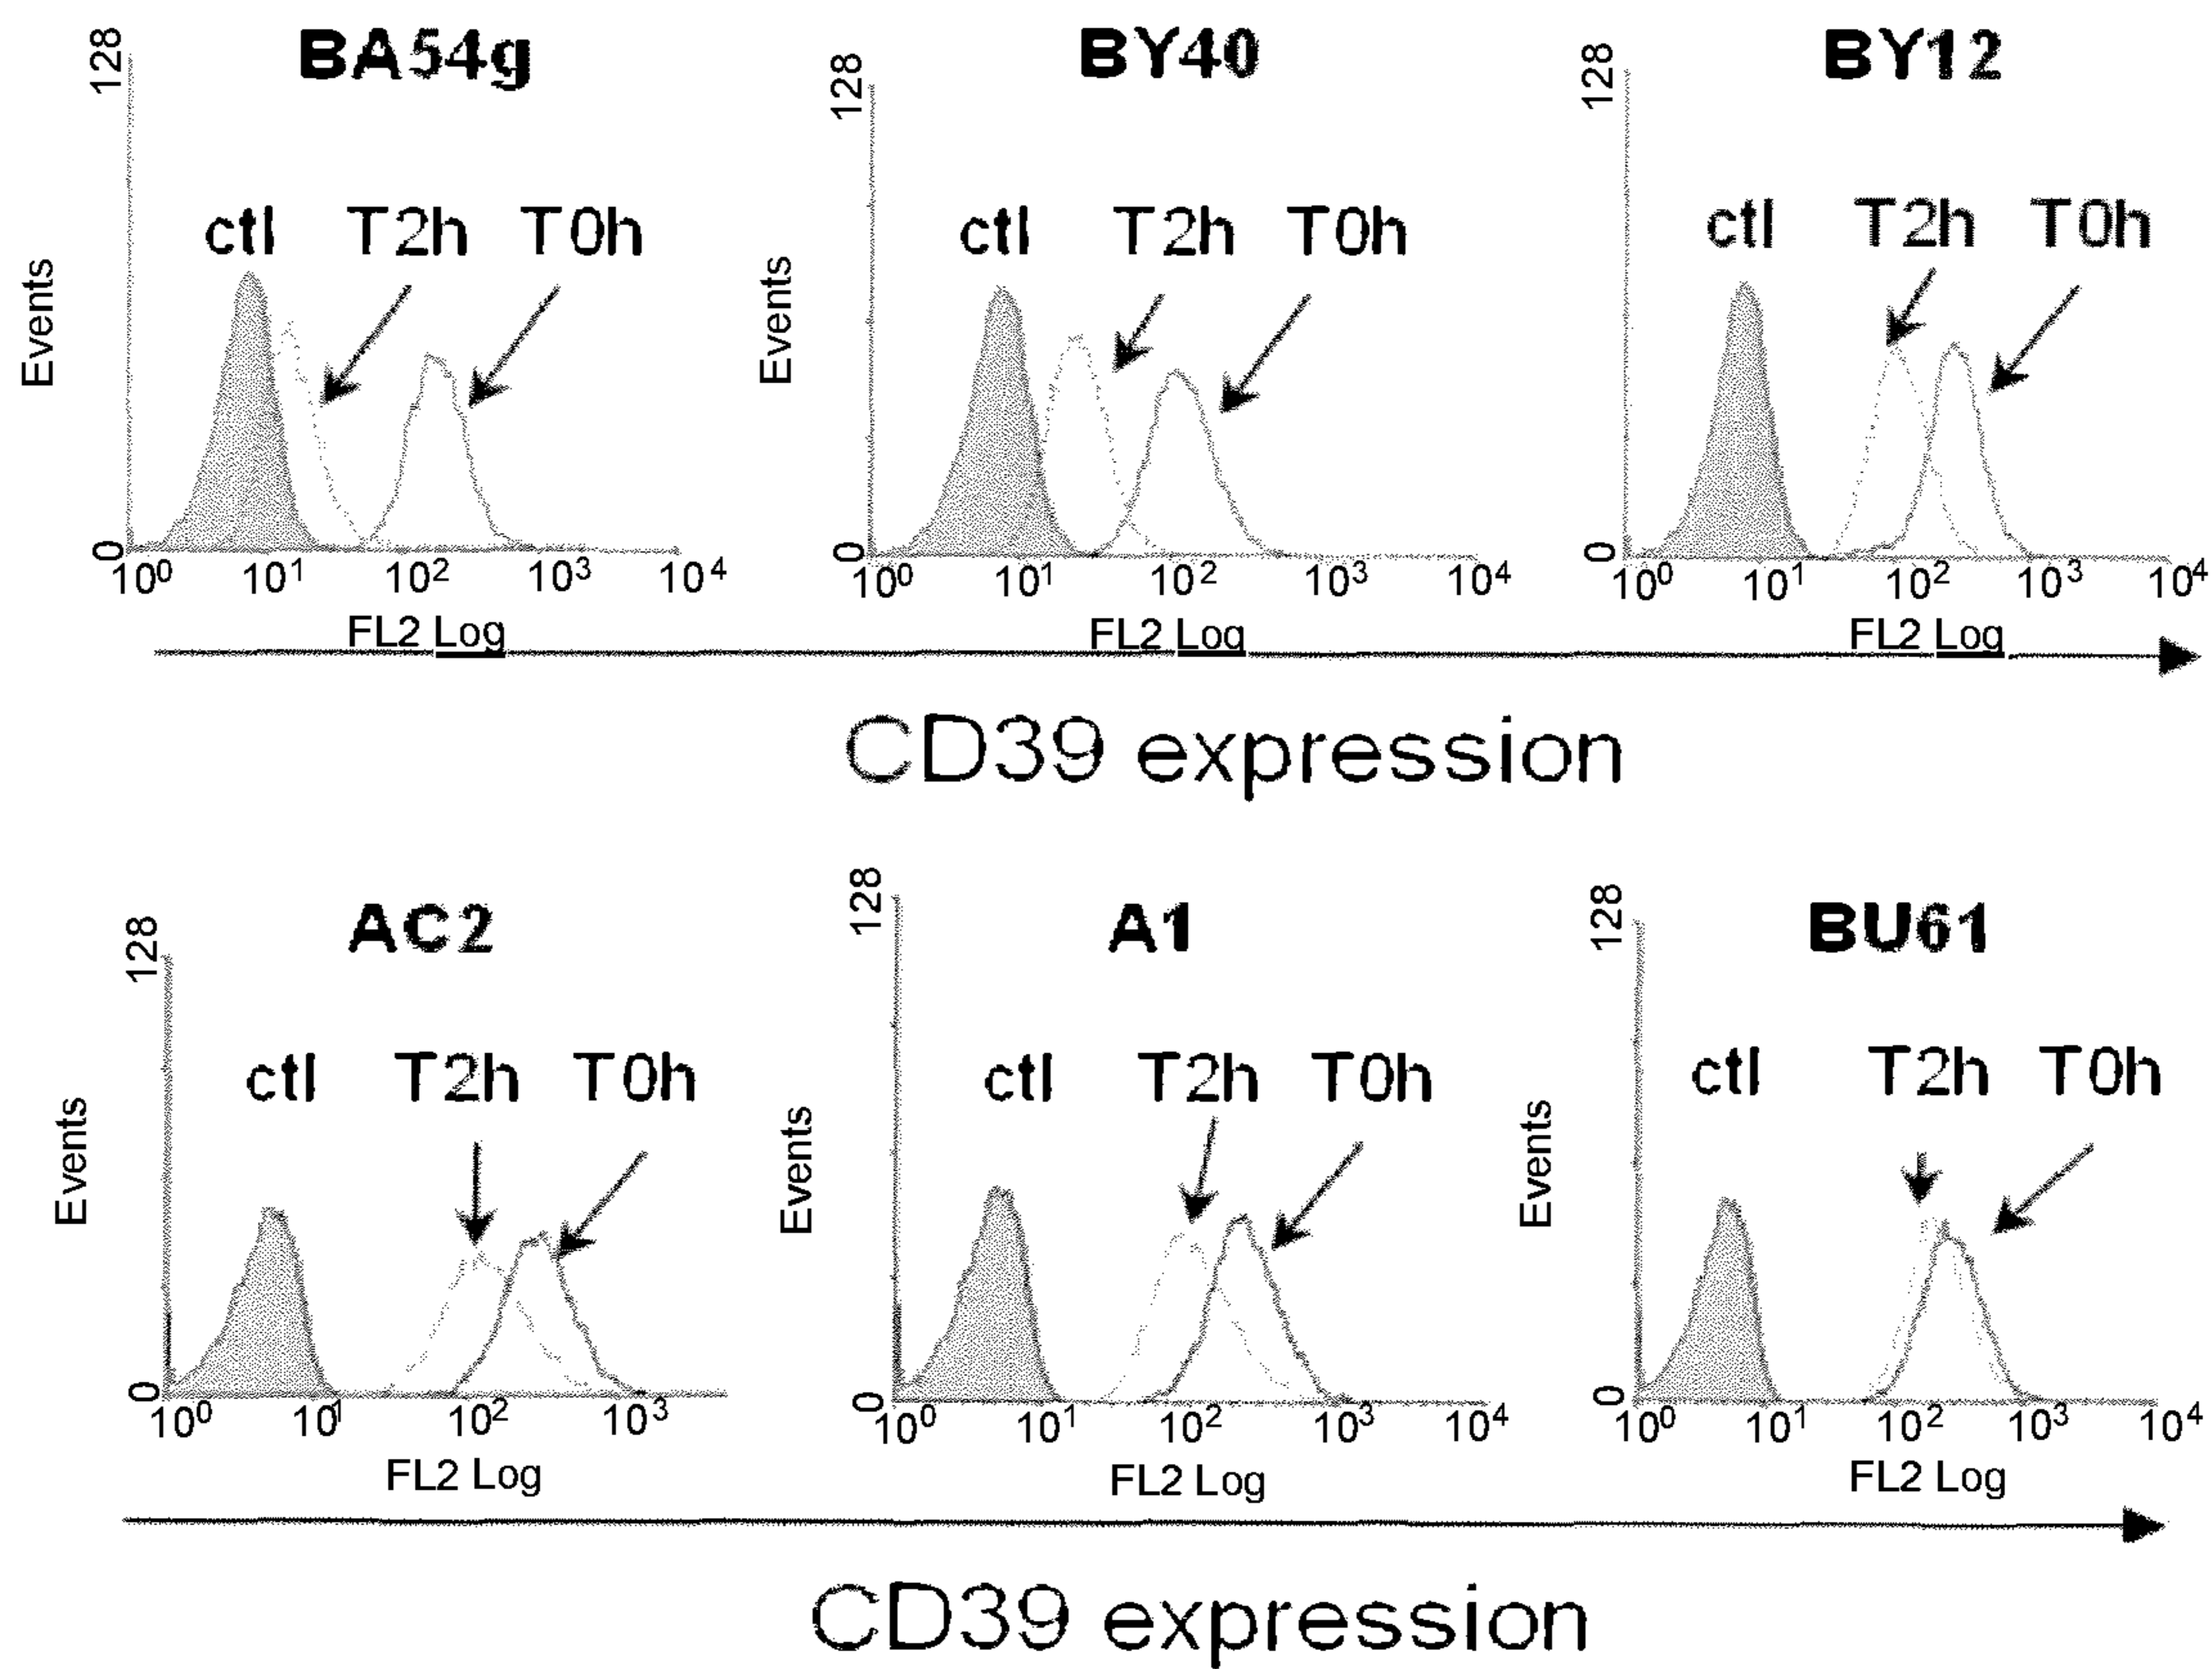 BA54g BY40 BY12
128 128 128
ctl T2h T0h ctl T2h T0h ctl T2h T0h
Events Events Events
0 0 0
10⁰ 10¹ 10² 10³ 10⁴ 10⁰ 10¹ 10² 10³ 10⁴ 10⁰ 10¹ 10² 10³ 10⁴
FL2 Log FL2 Log FL2 Log
CD39 expression
AC2 A1 BU61
128 128 128
ctl T2h T0h ctl T2h T0h ctl T2h T0h
Events Events Events
0 0 0
10⁰ 10¹ 10² 10³ 10⁰ 10¹ 10² 10³ 10⁴ 10⁰ 10¹ 10² 10³ 10⁴
FL2 Log FL2 Log FL2 Log
CD39 expression